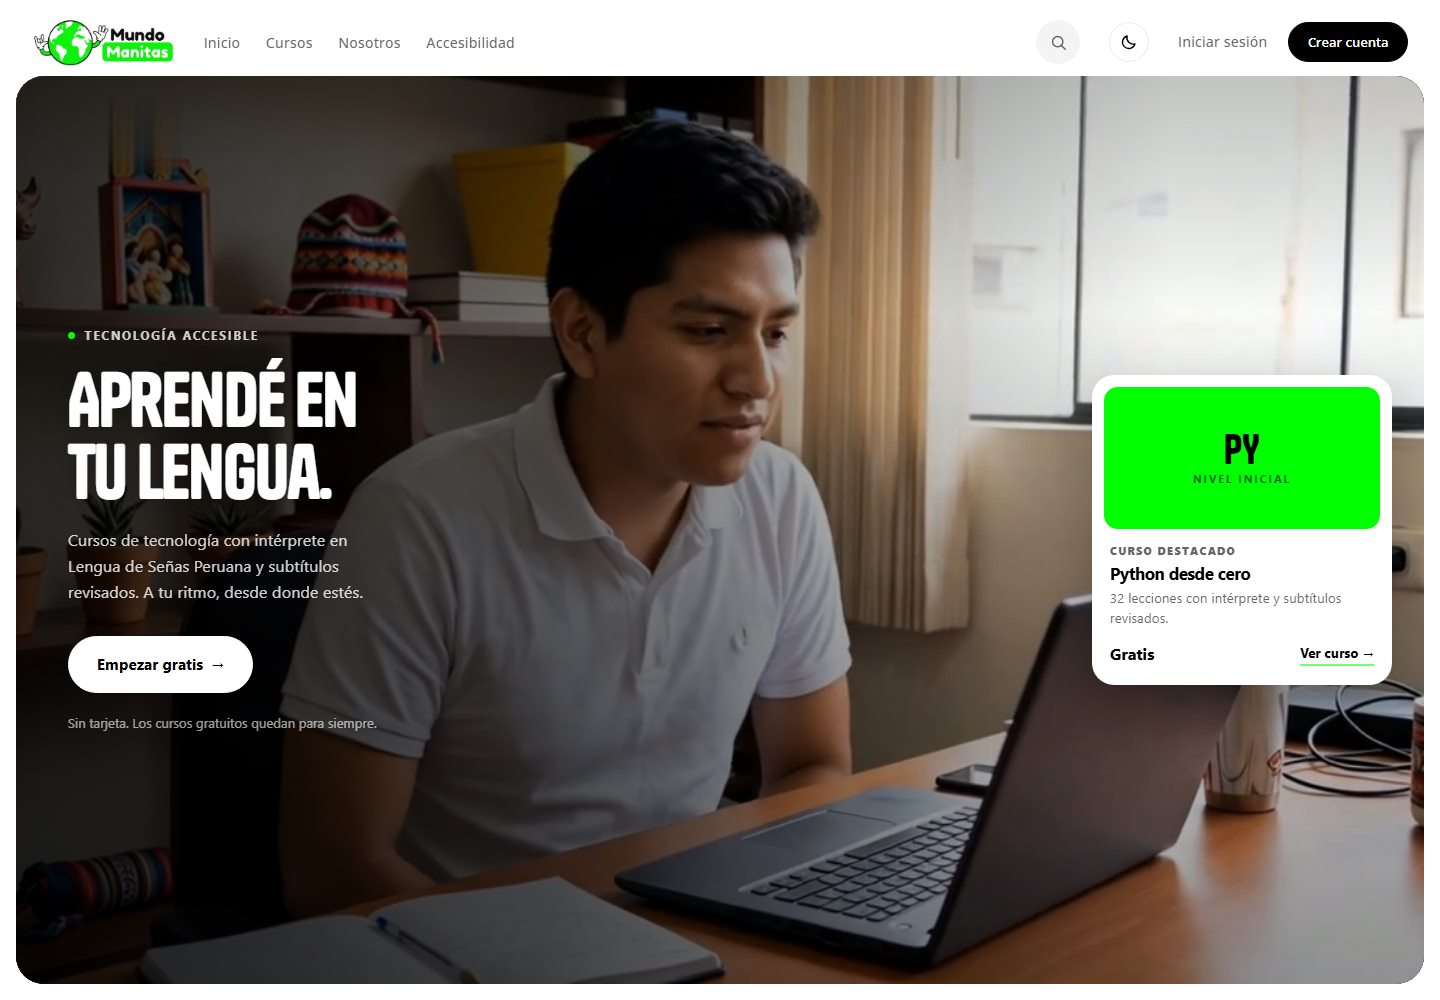 Mundo
Manitas
Inicio
Cursos
Nosotros
Accesibilidad
Iniciar sesión
Crear cuenta
TECNOLOGÍA ACCESIBLE
APRENDÉ EN
TU LENGUA.
Cursos de tecnología con intérprete en
Lengua de Señas Peruana y subtítulos
revisados. A tu ritmo, desde donde estés.
Empezar gratis →
Sin tarjeta. Los cursos gratuitos quedan para siempre.
PY
NIVEL INICIAL
CURSO DESTACADO
Python desde cero
32 lecciones con intérprete y subtítulos
revisados.
Gratis
Ver curso →